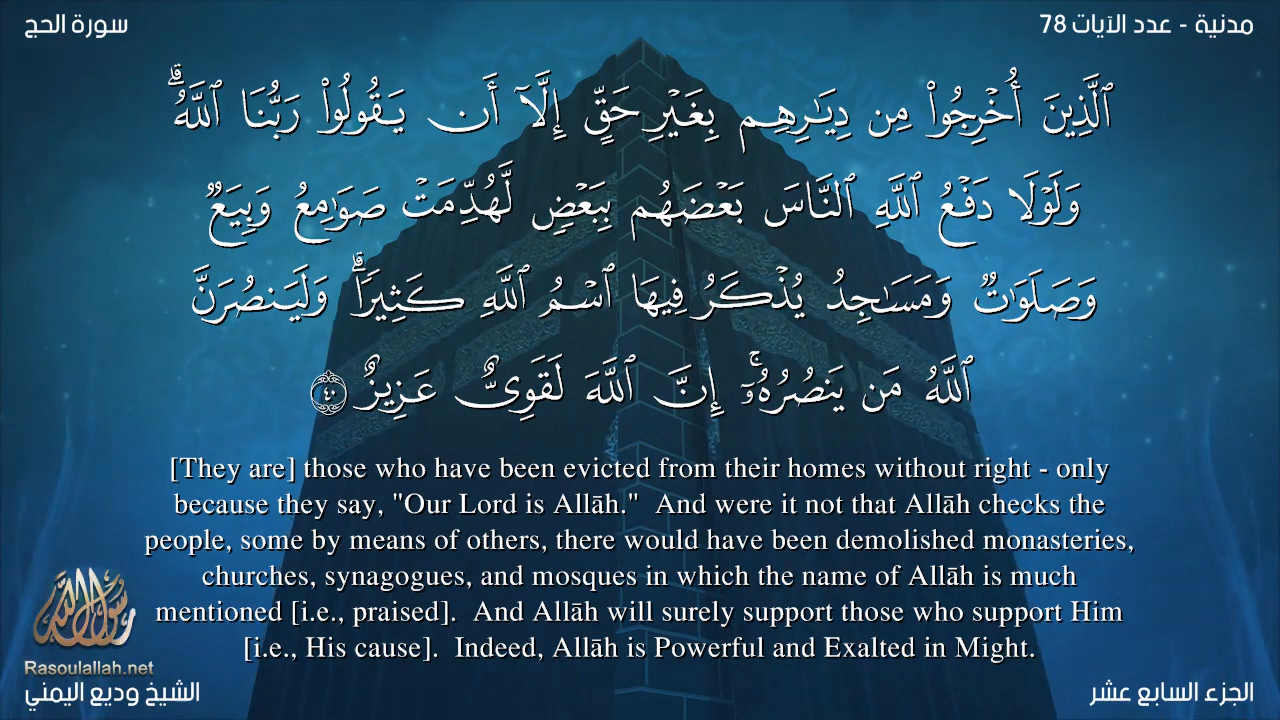 سورة الحج
مدنية - عدد الآيات 78
ٱلَّذِينَ أُخۡرِجُواْ مِن دِيَٰرِهِم بِغَيۡرِ حَقٍّ إِلَّآ أَن يَقُولُواْ رَبُّنَا ٱللَّهُۗ
وَلَوۡلَا دَفۡعُ ٱللَّهِ ٱلنَّاسَ بَعۡضَهُم بِبَعۡضٖ لَّهُدِّمَتۡ صَوَٰمِعُ وَبِيَعٞ
وَصَلَوَٰتٞ وَمَسَٰجِدُ يُذۡكَرُ فِيهَا ٱسۡمُ ٱللَّهِ كَثِيرٗاۗ وَلَيَنصُرَنَّ
ٱللَّهُ مَن يَنصُرُهُۥٓۚ إِنَّ ٱللَّهَ لَقَوِيٌّ عَزِيزٌ ٤٠
[They are] those who have been evicted from their homes without right - only
because they say, "Our Lord is Allāh."  And were it not that Allāh checks the
people, some by means of others, there would have been demolished monasteries,
churches, synagogues, and mosques in which the name of Allāh is much
mentioned [i.e., praised].  And Allāh will surely support those who support Him
[i.e., His cause].  Indeed, Allāh is Powerful and Exalted in Might.
رسول الله
Rasoulallah.net
الشيخ وديع اليمني
الجزء السابع عشر